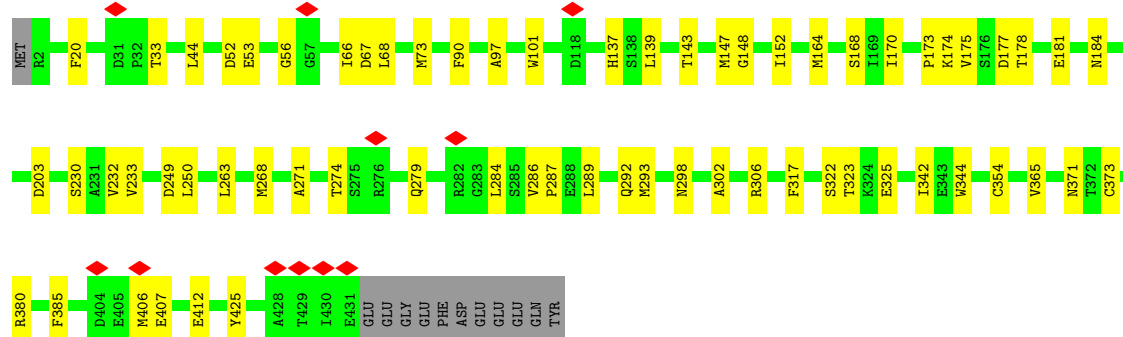 MET R2 F20 D31 P32 T33 L44 D52 E53 G56 G57 I66 D67 L68 M73 F90 A97 W101 D118 H137 S138 L139 T143 M147 G148 I152 M164 S168 I169 I170 P173 K174 V175 S176 D177 T178 E181 N184
D203 S230 A231 V232 V233 D249 L250 L263 M268 A271 T274 S275 R276 Q279 R282 G283 L284 S285 V286 P287 E288 L289 Q292 M293 N298 A302 R306 F317 S322 T323 K324 E325 I342 E343 W344 C354 V365 N371 T372 C373
R380 F385 D404 E405 M406 E407 E412 Y425 A428 T429 I430 E431 GLU GLU GLY GLU PHE ASP GLU GLU GLU GLN TYR